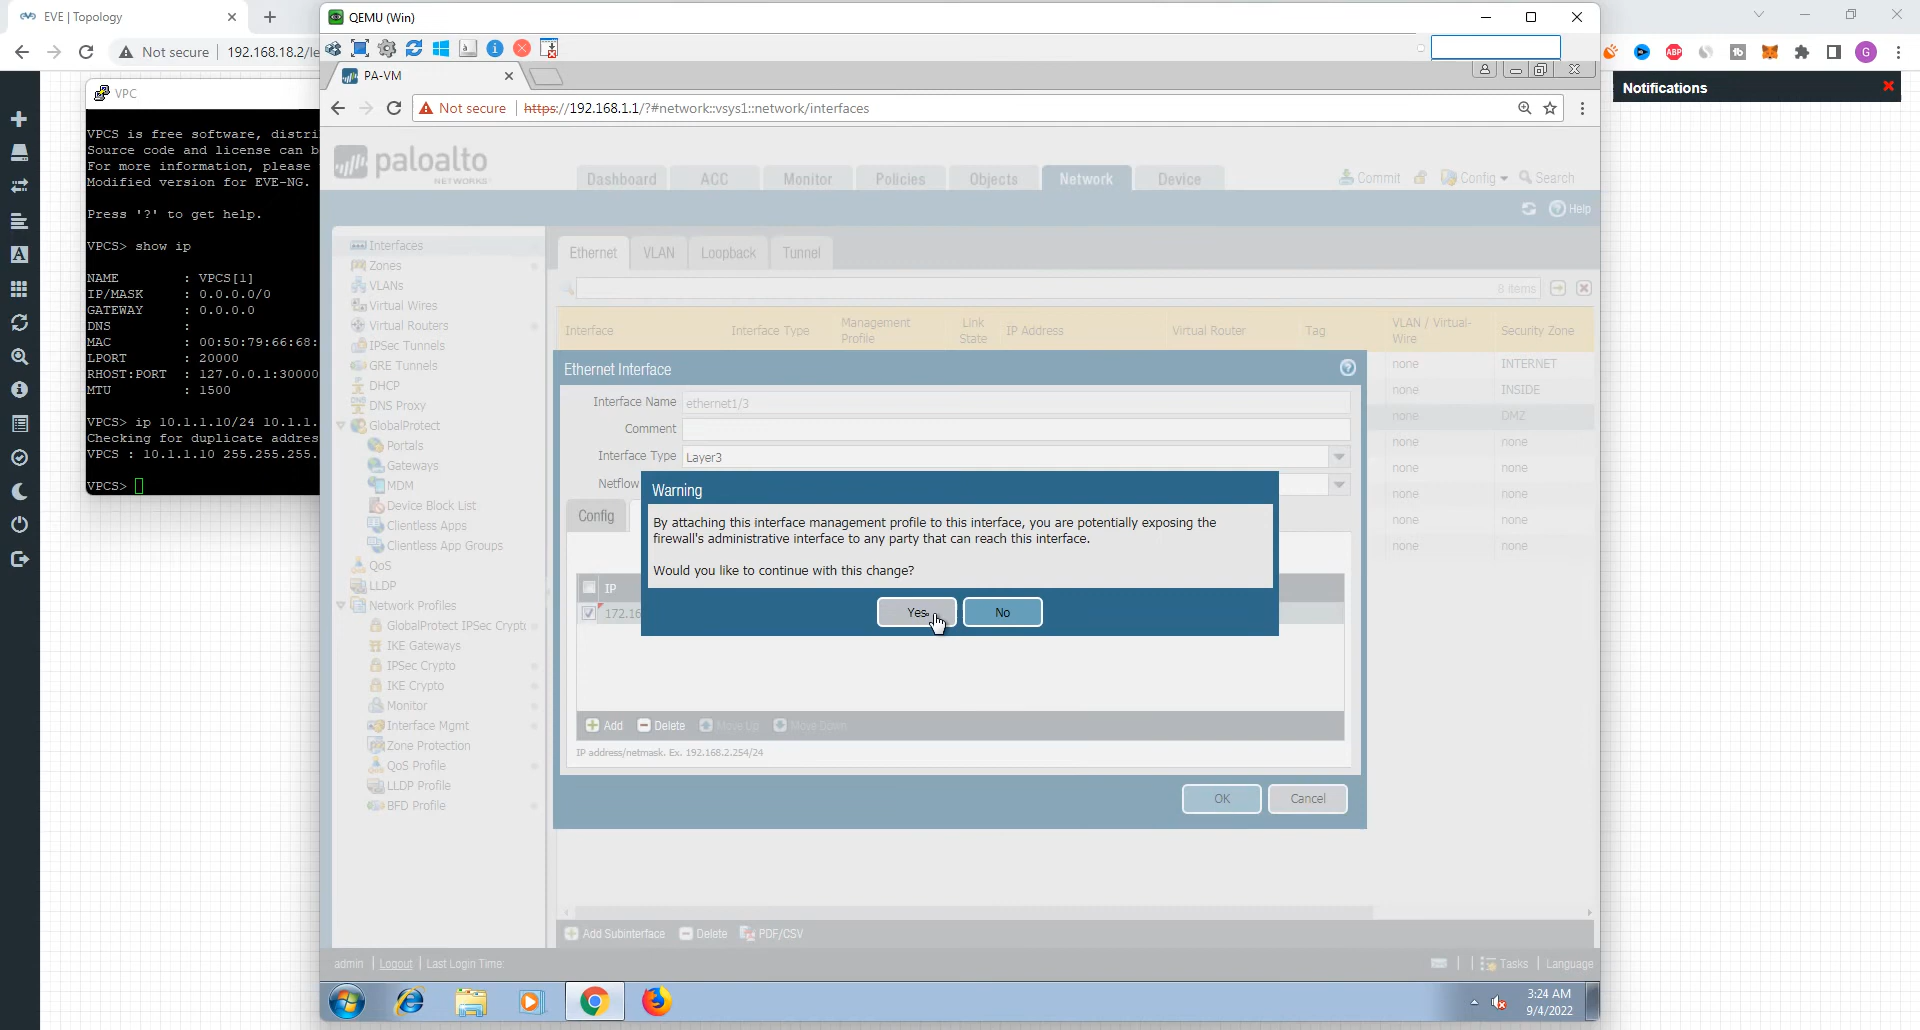 EVE | Topology
Not secure
192.168.18.2/le
Notifications
VPC
VPCS is free software, distri
Source code and license can b
For more information, please
Modified version for EVE-NG.
Press '?' to get help.
VPCS> show ip
NAME : VPCS[1]
IP/MASK : 0.0.0.0/0
GATEWAY : 0.0.0.0
DNS :
MAC : 00:50:79:66:68:
LPORT : 20000
RHOST:PORT : 127.0.0.1:30000
MTU : 1500
VPCS> ip 10.1.1.10/24 10.1.1.
Checking for duplicate addres
VPCS : 10.1.1.10 255.255.255.
VPCS>
QEMU (Win)
PA-VM
Not secure
https://192.168.1.1/?#network::vsys1::network/interfaces
paloalto
NETWORKS
Dashboard
ACC
Monitor
Policies
Objects
Network
Device
Commit
Config
Search
Help
Interfaces
Zones
VLANs
Virtual Wires
Virtual Routers
IPSec Tunnels
GRE Tunnels
DHCP
DNS Proxy
GlobalProtect
Portals
Gateways
MDM
Device Block List
Clientless Apps
Clientless App Groups
QoS
LLDP
Network Profiles
GlobalProtect IPSec Crypto
IKE Gateways
IPSec Crypto
IKE Crypto
Monitor
Interface Mgmt
Zone Protection
QoS Profile
LLDP Profile
BFD Profile
Ethernet
VLAN
Loopback
Tunnel
8 items
Interface
Interface Type
Management Profile
Link State
IP Address
Virtual Router
Tag
VLAN / Virtual-Wire
Security Zone
none INTERNET
none INSIDE
none DMZ
none none
none none
none none
none none
none none
Ethernet Interface
Interface Name ethernet1/3
Comment
Interface Type Layer3
Netflow
Config
IP
172.16
Add
Delete
Move Up
Move Down
IP address/netmask. Ex. 192.168.2.254/24
OK
Cancel
Warning
By attaching this interface management profile to this interface, you are potentially exposing the
firewall's administrative interface to any party that can reach this interface.
Would you like to continue with this change?
Yes
No
Add Subinterface
Delete
PDF/CSV
admin
Logout
Last Login Time:
Tasks
Language
3:24 AM
9/4/2022